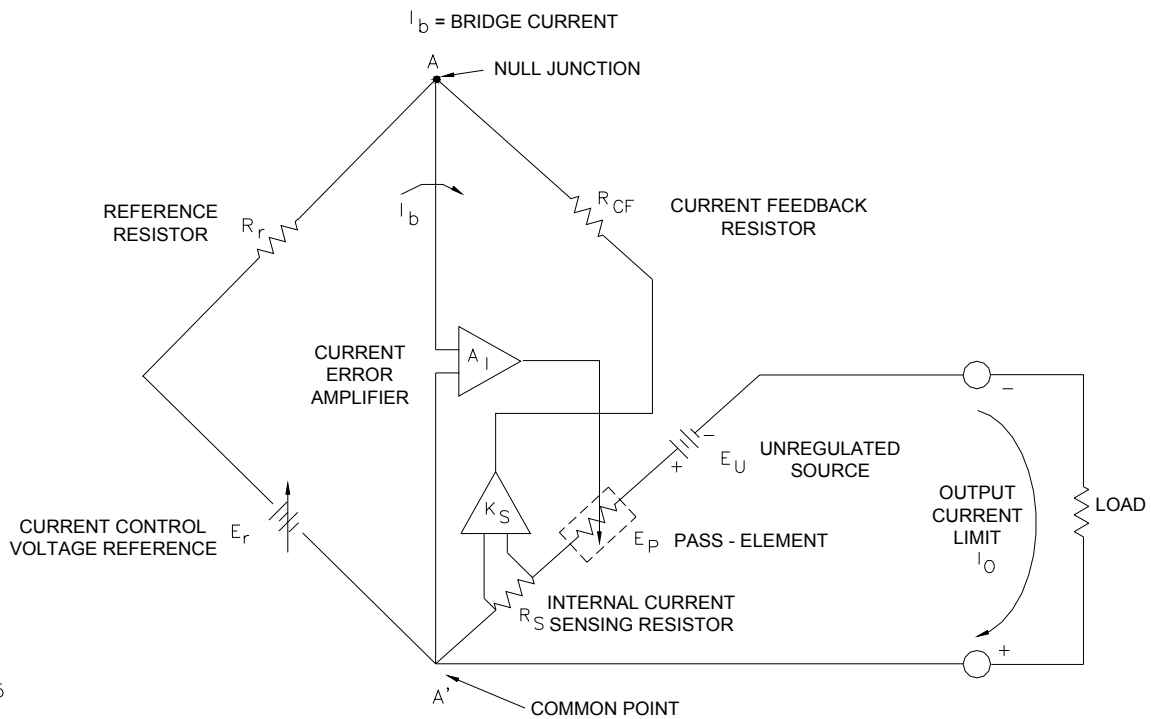 I b = BRIDGE CURRENT
A
NULL JUNCTION
I b
R CF
REFERENCE
RESISTOR
R r
CURRENT FEEDBACK
RESISTOR
CURRENT
ERROR
AMPLIFIER
A I
-
+
-
E U
UNREGULATED
SOURCE
K S
CURRENT CONTROL
VOLTAGE REFERENCE
E r
E P
PASS - ELEMENT
OUTPUT
CURRENT
LIMIT
I O
LOAD
R S
INTERNAL CURRENT
SENSING RESISTOR
+
A'
COMMON POINT